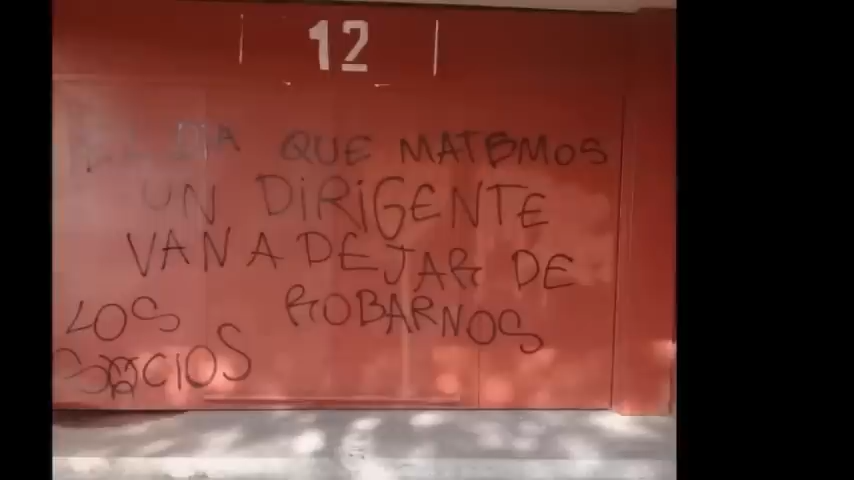 12
DIA QUE MATEMOS
UN DIRIGENTE
VAN A DEJAR DE
ROBARNOS
LOS
SOCIOS